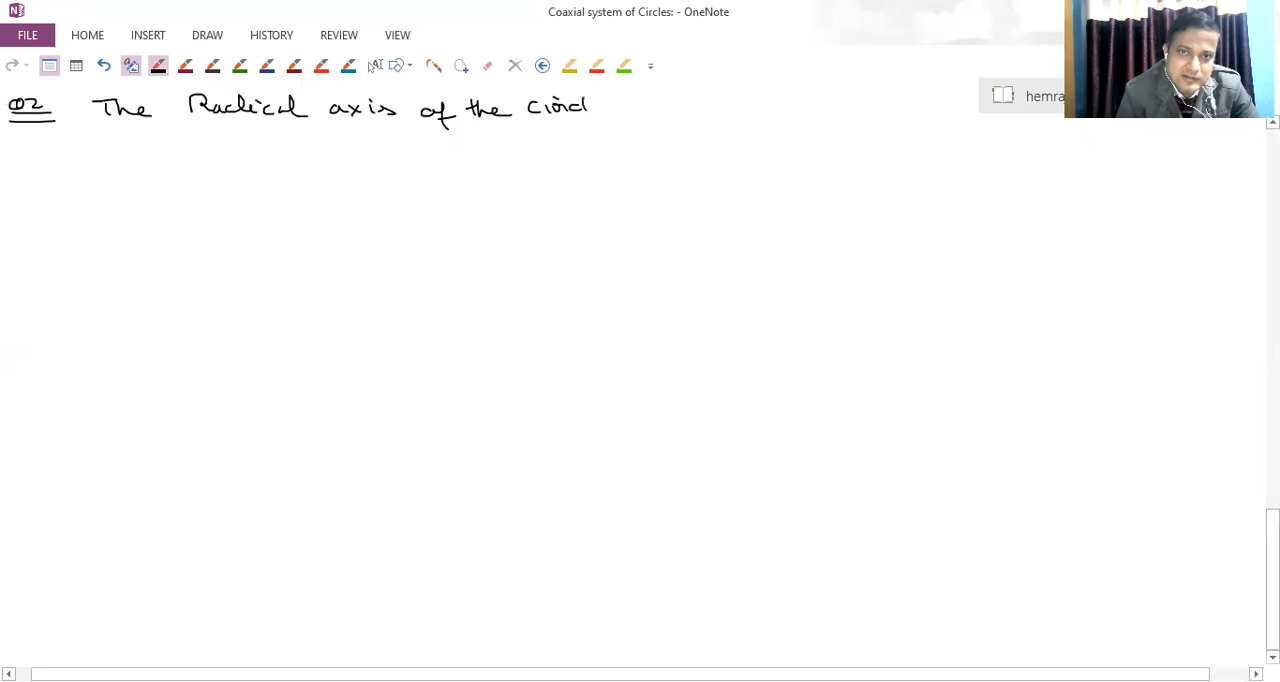 Coaxial system of Circles: - OneNote
FILE HOME INSERT DRAW HISTORY REVIEW VIEW
hemra
Q2 The Radical axis of the Circl